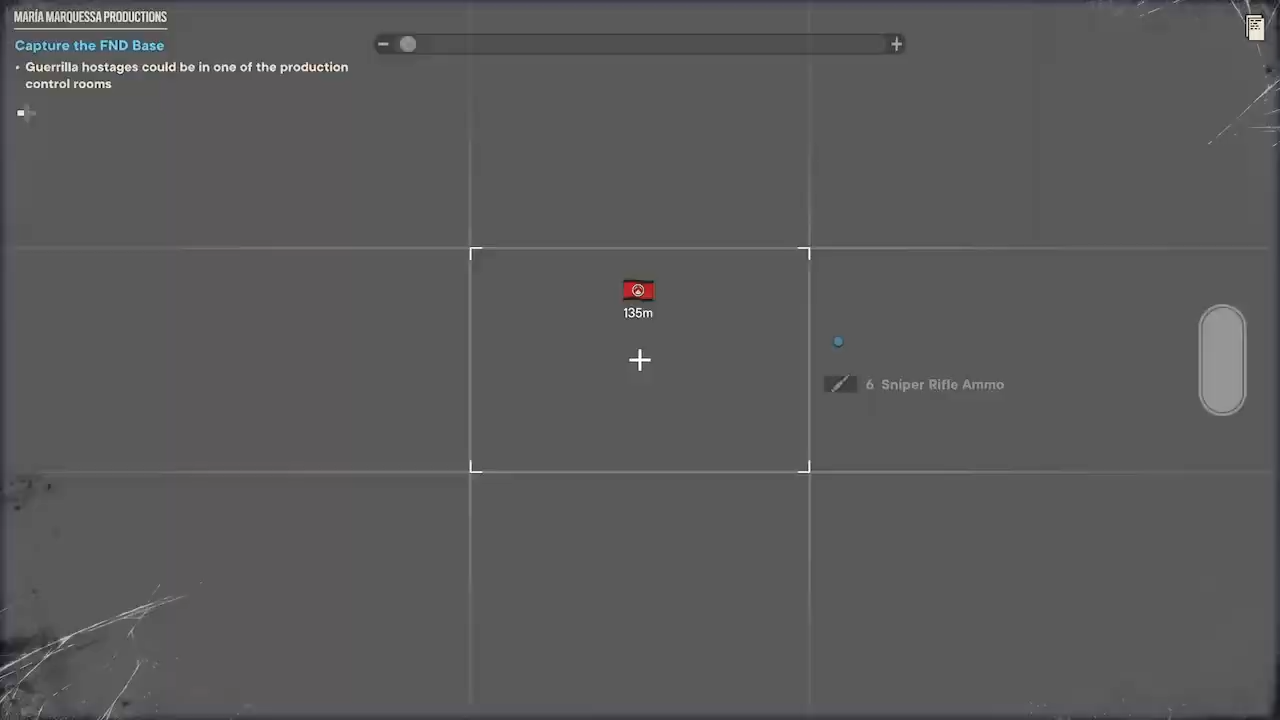 MARÍA MARQUESSA PRODUCTIONS
Capture the FND Base
• Guerrilla hostages could be in one of the production
control rooms
135m
6 Sniper Rifle Ammo